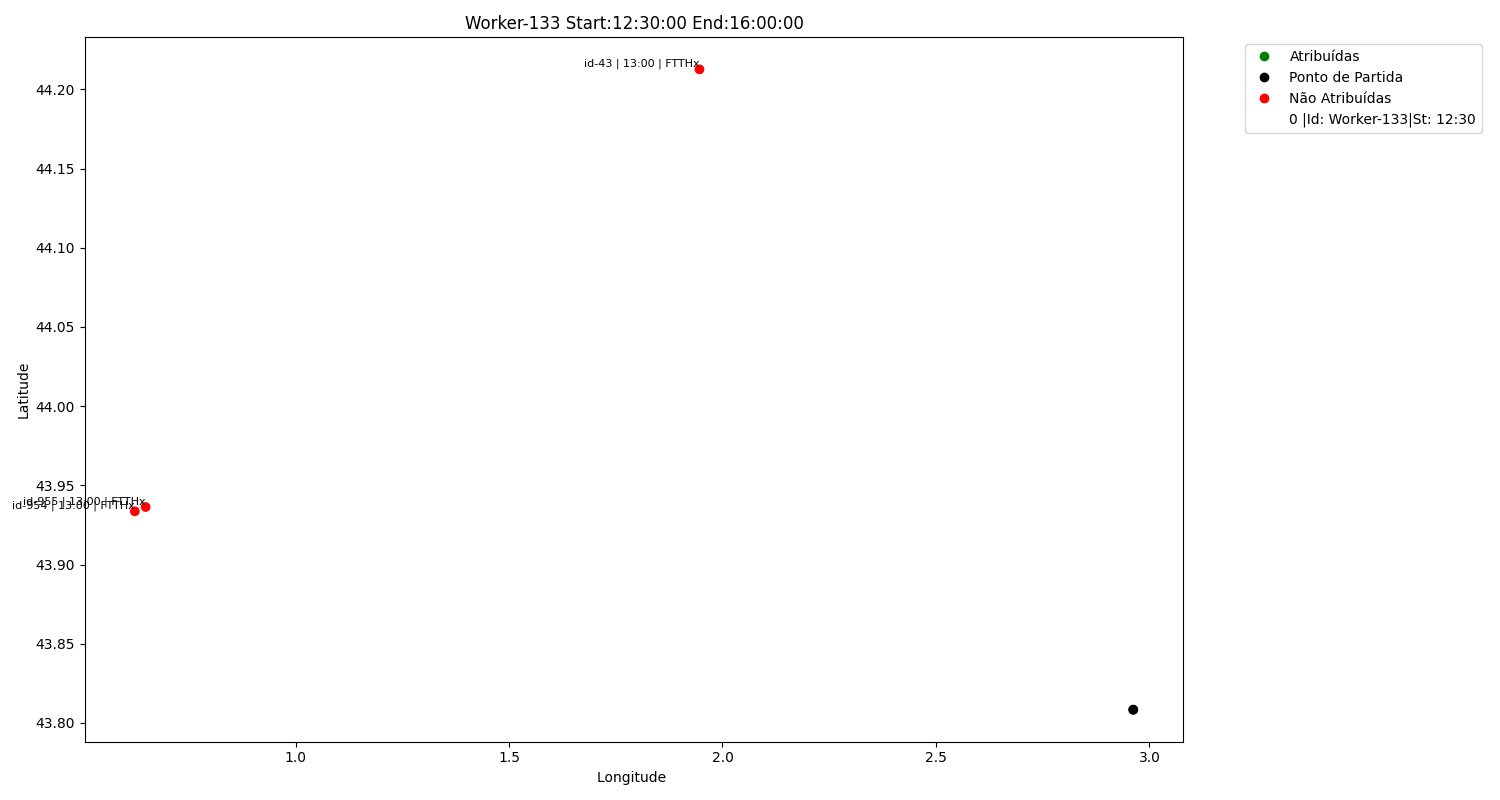 Worker-133 Start:12:30:00 End:16:00:00
id-43 | 13:00 | FTTHx
Atribuídas
Ponto de Partida
Não Atribuídas
0 |Id: Worker-133|St: 12:30
44.20
44.15
44.10
44.05
44.00
43.95
43.90
43.85
43.80
Latitude
id-955 | 13:00 | FTTHx
id-954 | 13:00 | FTTHx
1.0
1.5
2.0
2.5
3.0
Longitude